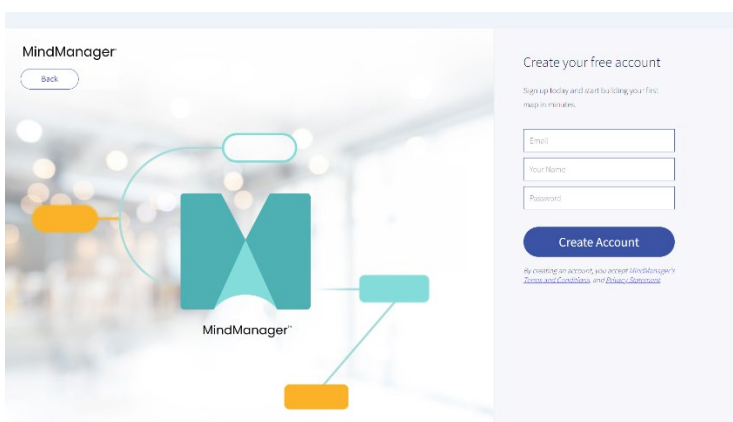 MindManager
Back
MindManager™
Create your free account
Sign up today and start building your first
map in minutes.
Email
Your Name
Password
Create Account
By creating an account, you accept MindManager's
Terms and Conditions, and Privacy Statement